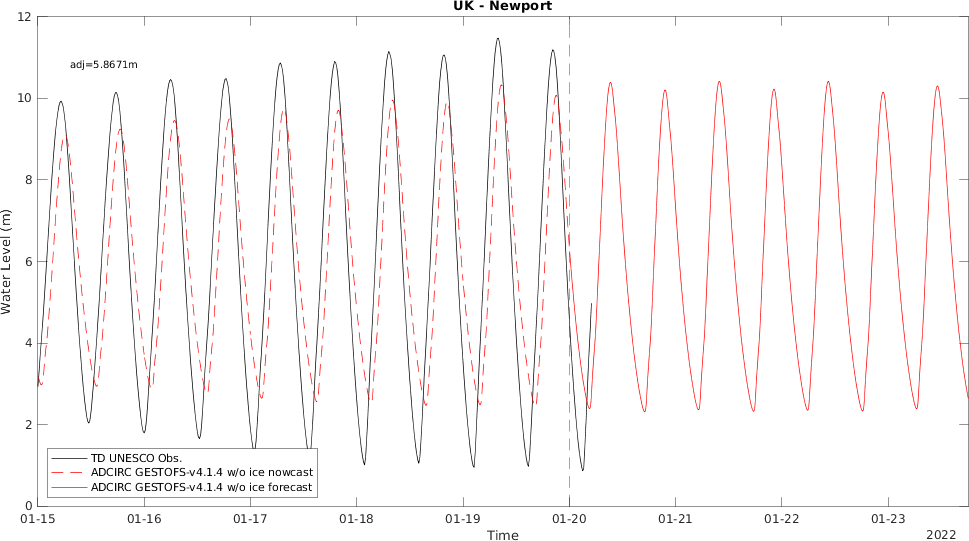 UK - Newport
adj=5.8671m
12
10
8
6
4
2
0
Water Level (m)
TD UNESCO Obs.
ADCIRC GESTOFS-v4.1.4 w/o ice nowcast
ADCIRC GESTOFS-v4.1.4 w/o ice forecast
01-15 01-16 01-17 01-18 01-19 01-20 01-21 01-22 01-23
Time
2022